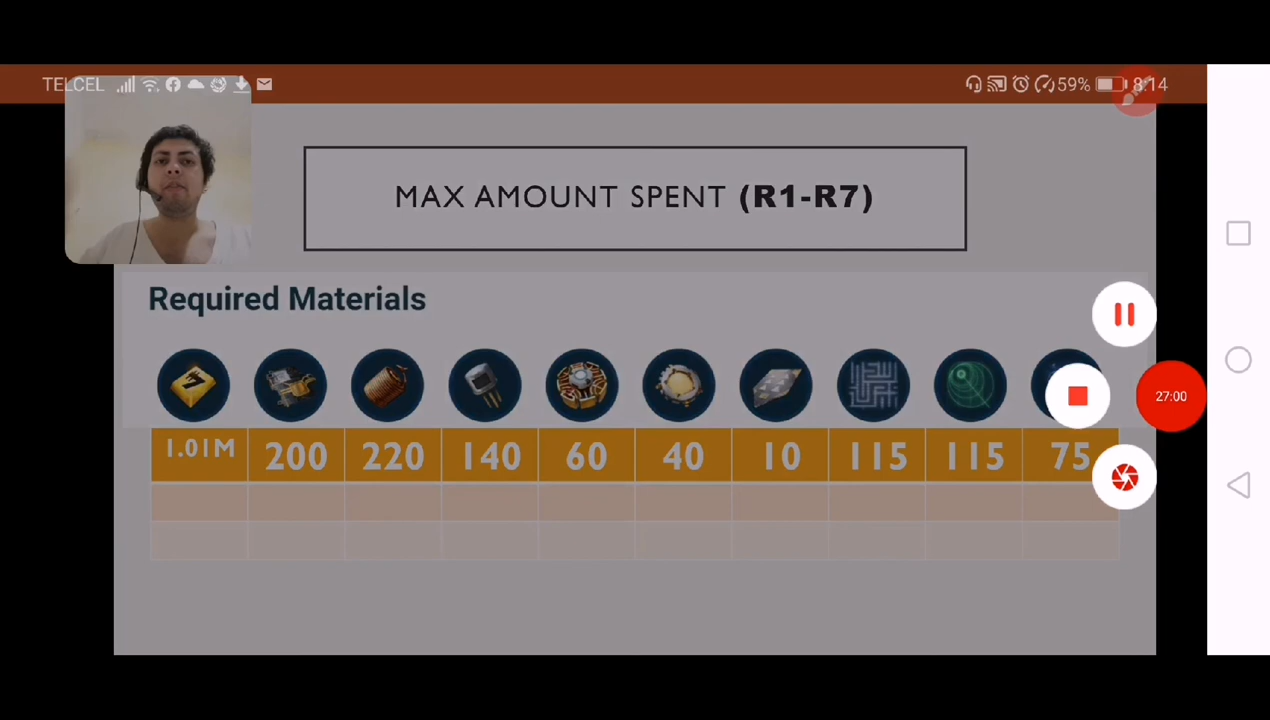 TELCEL 59% 8:14
MAX AMOUNT SPENT (R1-R7)
Required Materials
27:00
1.01M 200 220 140 60 40 10 115 115 75